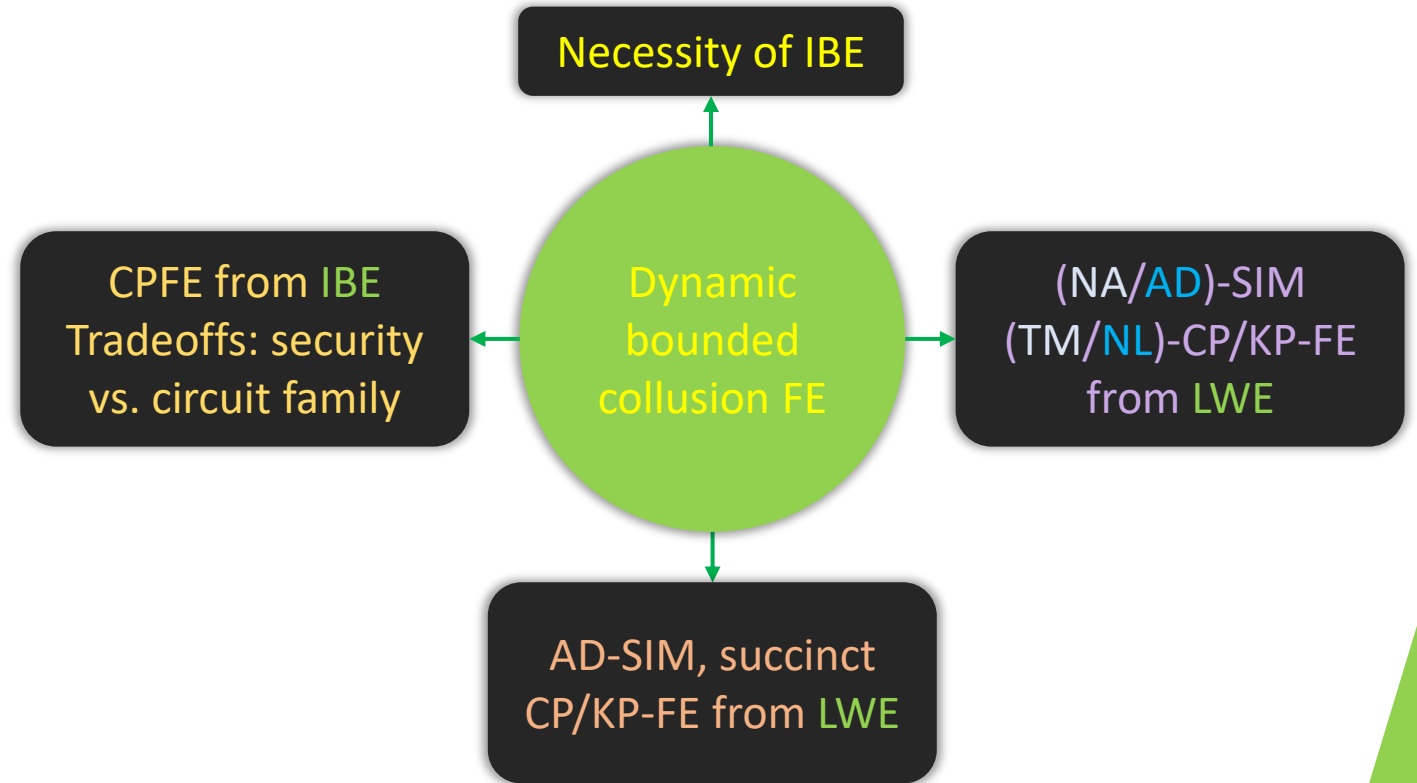 Necessity of IBE
CPFE from IBE
Tradeoffs: security
vs. circuit family
Dynamic
bounded
collusion FE
(NA/AD)-SIM
(TM/NL)-CP/KP-FE
from LWE
AD-SIM, succinct
CP/KP-FE from LWE